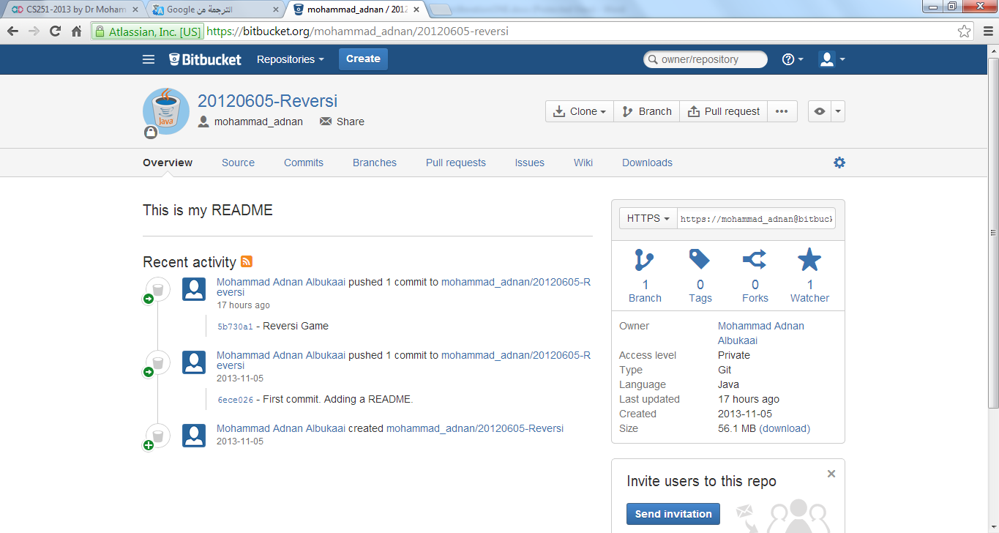 CS251-2013 by Dr Moham
الترجمة من Google
mohammad_adnan / 2012
Atlassian, Inc. [US] https://bitbucket.org/mohammad_adnan/20120605-reversi
Bitbucket Repositories Create owner/repository
20120605-Reversi
mohammad_adnan Share
Java
Clone Branch Pull request
Overview Source Commits Branches Pull requests Issues Wiki Downloads
This is my README
Recent activity
Mohammad Adnan Albukaai pushed 1 commit to mohammad_adnan/20120605-R
eversi
17 hours ago
5b730a1 - Reversi Game
Mohammad Adnan Albukaai pushed 1 commit to mohammad_adnan/20120605-R
eversi
2013-11-05
6ece026 - First commit. Adding a README.
Mohammad Adnan Albukaai created mohammad_adnan/20120605-Reversi
2013-11-05
HTTPS https://mohammad_adnan@bitbuck
1 0 0 1
Branch Tags Forks Watcher
Owner Mohammad Adnan
Albukaai
Access level Private
Type Git
Language Java
Last updated 17 hours ago
Created 2013-11-05
Size 56.1 MB (download)
Invite users to this repo
Send invitation